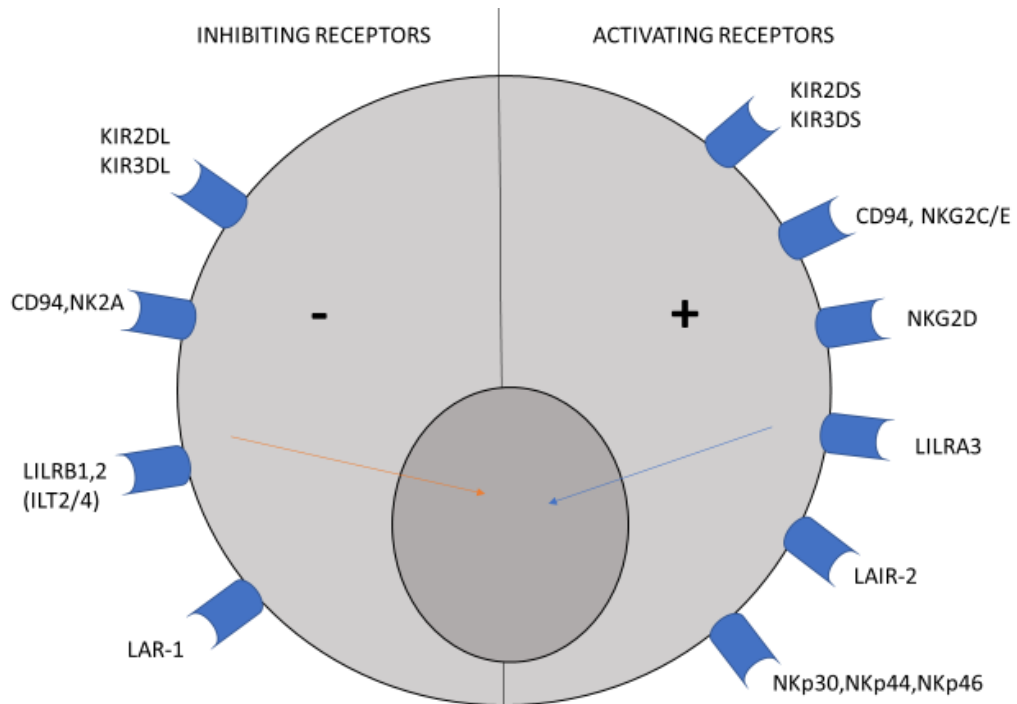 INHIBITING RECEPTORS
ACTIVATING RECEPTORS
KIR2DL
KIR3DL
CD94,NK2A
LILRB1,2
(ILT2/4)
LAR-1
-
+
KIR2DS
KIR3DS
CD94, NKG2C/E
NKG2D
LILRA3
LAIR-2
NKp30,NKp44,NKp46